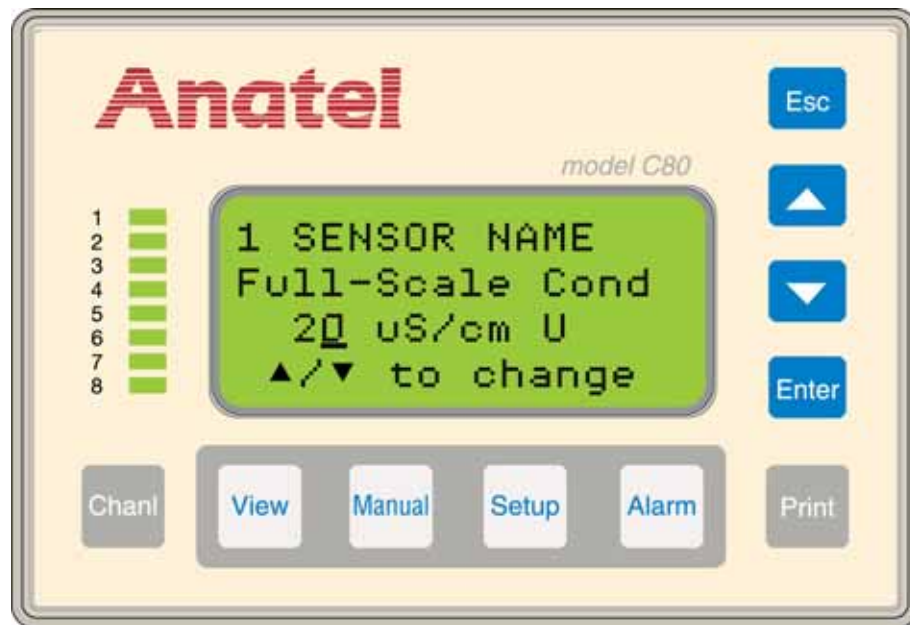 Anatel
model C80
Esc
1
2
3
4
5
6
7
8
1 SENSOR NAME
Full-Scale Cond
20 uS/cm U
▲/▼ to change
Enter
Chanl
View
Manual
Setup
Alarm
Print